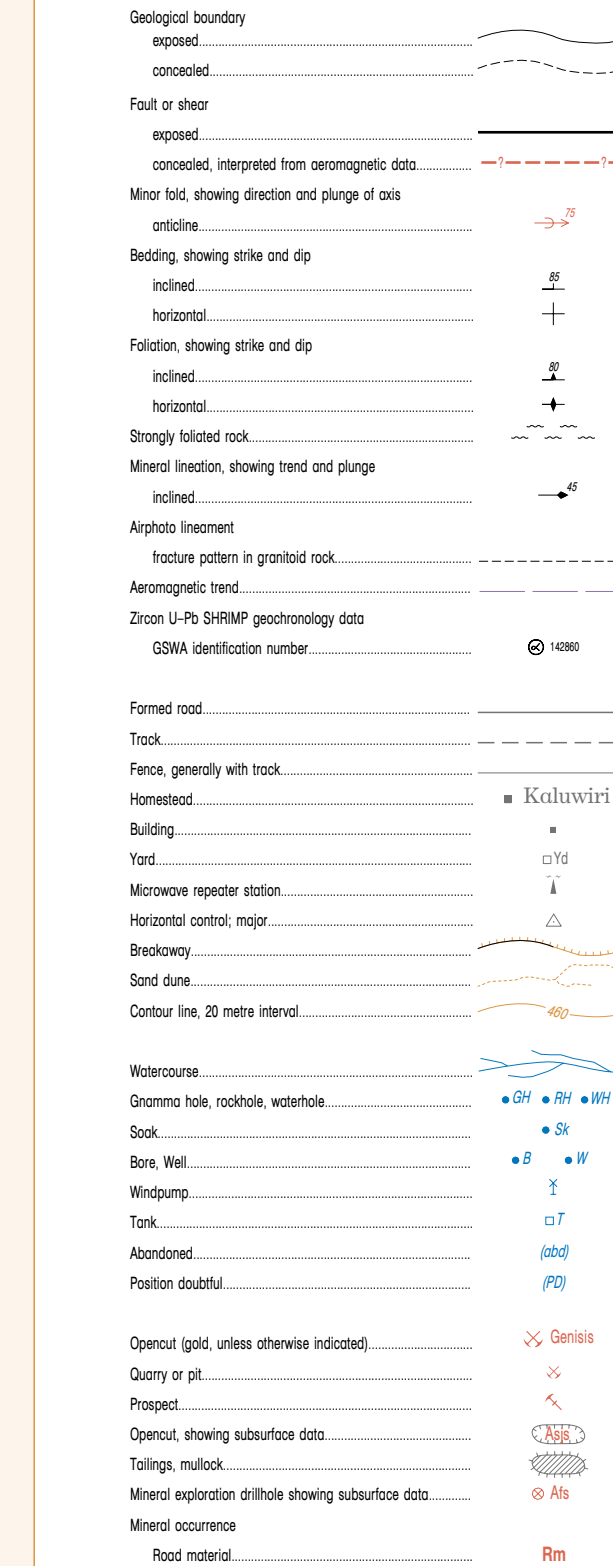 Geological boundary
exposed
concealed
Fault or shear
exposed
concealed, interpreted from aeromagnetic data ? ?
Minor fold, showing direction and plunge of axis
anticline 75
Bedding, showing strike and dip
inclined 85
horizontal
Foliation, showing strike and dip
inclined 80
horizontal
Strongly foliated rock
Mineral lineation, showing trend and plunge
inclined 45
Airphoto lineament
fracture pattern in granitoid rock
Aeromagnetic trend
Zircon U–Pb SHRIMP geochronology data
GSWA identification number 142860
Formed road
Track
Fence, generally with track
Homestead Kaluwiri
Building
Yard Yd
Microwave repeater station
Horizontal control; major
Breakaway
Sand dune
Contour line, 20 metre interval 460
Watercourse
Gnamma hole, rockhole, waterhole GH RH WH
Soak Sk
Bore, Well B W
Windpump
Tank T
Abandoned (abd)
Position doubtful (PD)
Opencut (gold, unless otherwise indicated) Genisis
Quarry or pit
Prospect
Opencut, showing subsurface data Asjs
Tailings, mullock
Mineral exploration drillhole showing subsurface data Afs
Mineral occurrence
Road material Rm